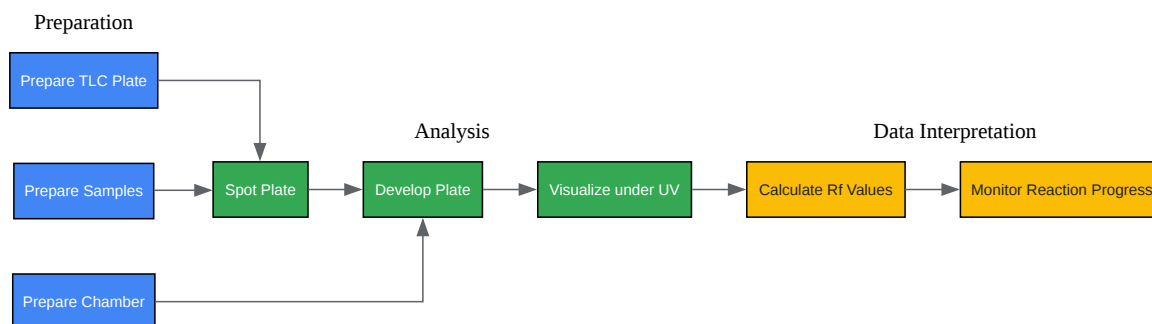 Preparation
Prepare TLC Plate
Analysis
Data Interpretation
Prepare Samples
Spot Plate
Develop Plate
Visualize under UV
Calculate Rf Values
Monitor Reaction Progress
Prepare Chamber